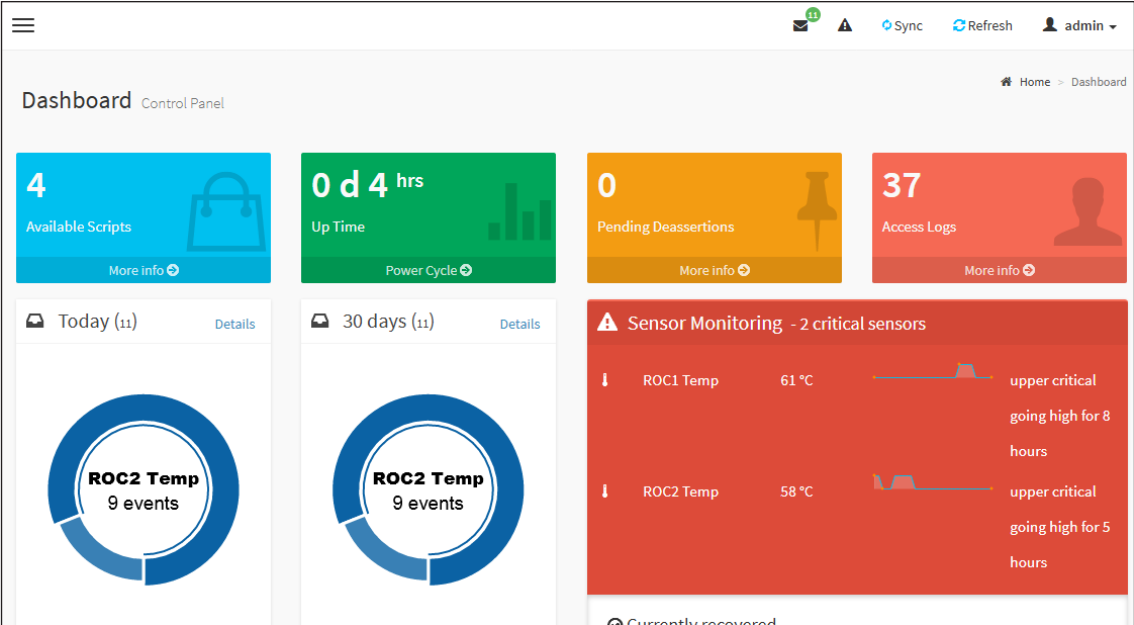 11
Sync
Refresh
admin
Dashboard Control Panel
Home > Dashboard
4
Available Scripts
More info
0 d 4 hrs
Up Time
Power Cycle
0
Pending Deassertions
More info
37
Access Logs
More info
Today (11)
Details
ROC2 Temp
9 events
30 days (11)
Details
ROC2 Temp
9 events
Sensor Monitoring - 2 critical sensors
ROC1 Temp 61 °C upper critical
going high for 8
hours
ROC2 Temp 58 °C upper critical
going high for 5
hours
Currently recovered